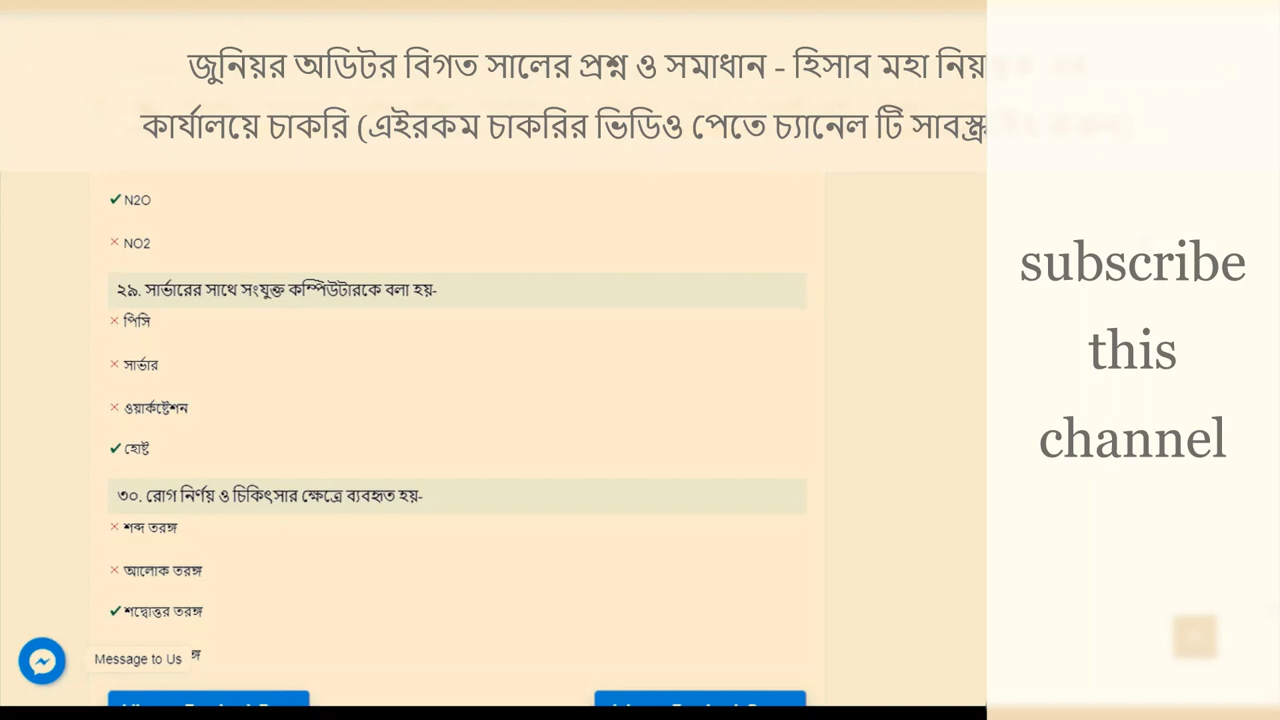 জুনিয়র অডিটর বিগত সালের প্রশ্ন ও সমাধান - হিসাব মহা নিয়
কার্যালয়ে চাকরি (এইরকম চাকরির ভিডিও পেতে চ্যানেল টি সাবস্ক্র
✔ N2O
× NO2
২৯. সার্ভারের সাথে সংযুক্ত কম্পিউটারকে বলা হয়-
× পিসি
× সার্ভার
× ওয়ার্কষ্টেশন
✔ হোষ্ট
৩০. রোগ নির্ণয় ও চিকিৎসার ক্ষেত্রে ব্যবহৃত হয়-
× শব্দ তরঙ্গ
× আলোক তরঙ্গ
✔ শব্দোত্তর তরঙ্গ
Message to Us
subscribe
this
channel